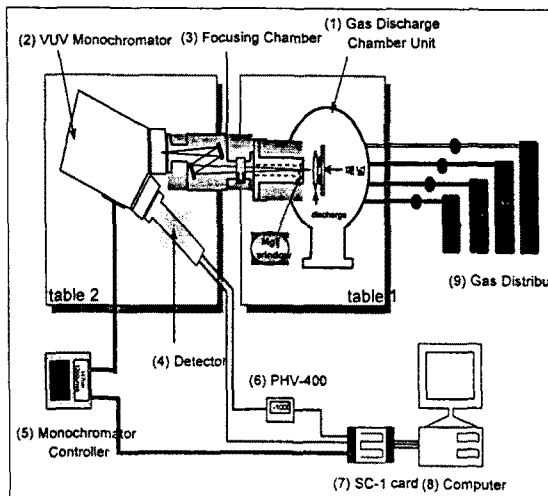 (1) Gas Discharge
Chamber Unit
(2) VUV Monochromator
(3) Focusing Chamber
discharge
window
(9) Gas Distribu
table 2
table 1
(4) Detector
(6) PHV-400
(5) Monochromator
Controller
(7) SC-1 card
(8) Computer